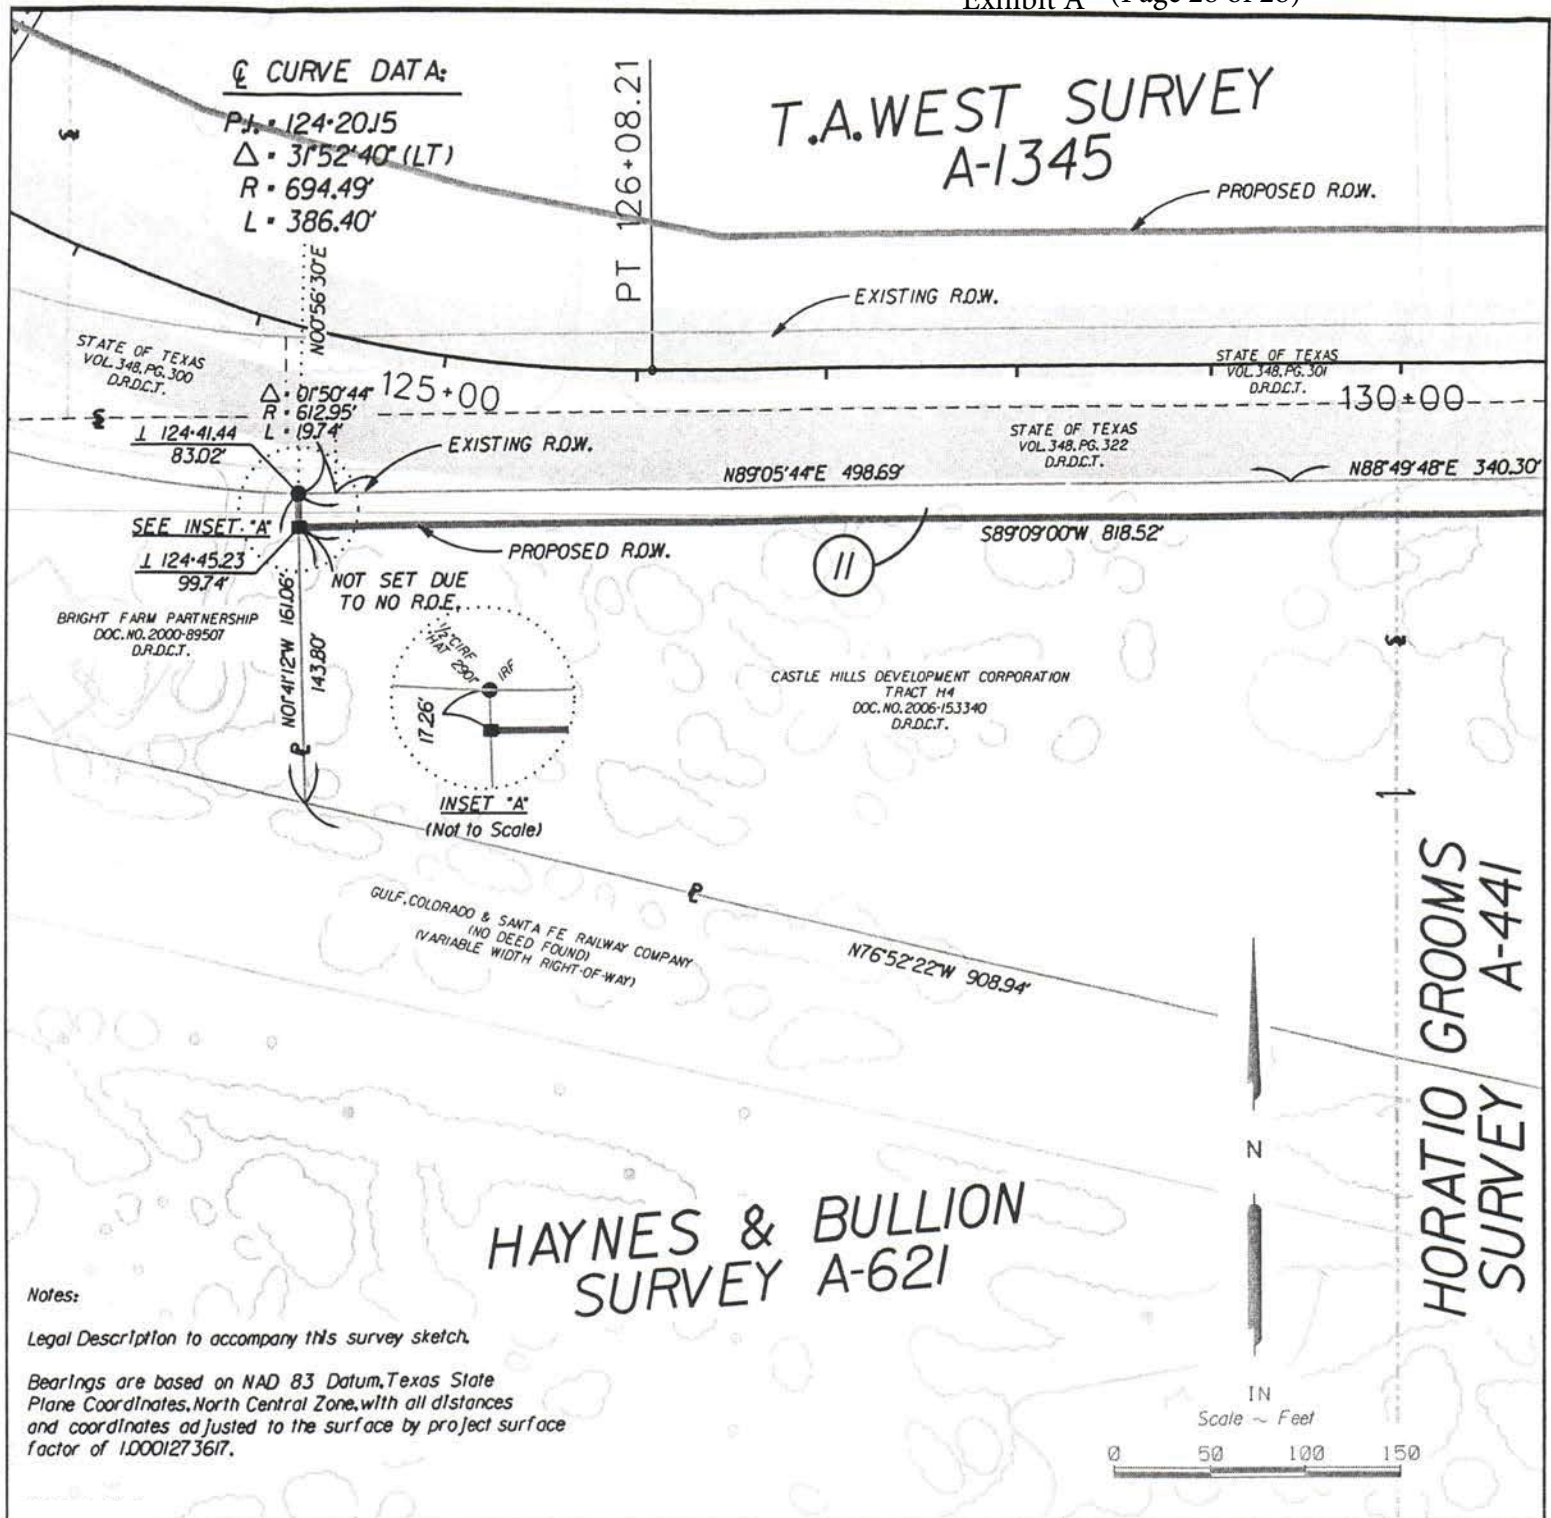 Exhibit A (Page 28 of 28)
℄ CURVE DATA:
P.I. = 124+20.15
Δ = 31°52'40" (LT)
R = 694.49'
L = 386.40'
PT 126+08.21
T.A.WEST SURVEY
A-1345
PROPOSED R.O.W.
N00°56'30"E
EXISTING R.O.W.
STATE OF TEXAS
VOL.348,PG.300
D.R.D.C.T.
STATE OF TEXAS
VOL.348,PG.301
D.R.D.C.T.
Δ = 01°50'44"
R = 612.95'
L = 19.74'
125+00
130+00
⊥ 124+41.44
83.02'
EXISTING R.O.W.
STATE OF TEXAS
VOL.348,PG.322
D.R.D.C.T.
N89°05'44"E 498.69'
N88°49'48"E 340.30'
SEE INSET "A"
⊥ 124+45.23
99.74'
PROPOSED R.O.W.
S89°09'00"W 818.52'
11
NOT SET DUE
TO NO R.O.E.
BRIGHT FARM PARTNERSHIP
DOC.NO.2000-89507
D.R.D.C.T.
N01°41'12"W 161.06'
143.80'
1/2"CIRF
"HAT 2901"
IRF
17.26'
INSET "A"
(Not to Scale)
CASTLE HILLS DEVELOPMENT CORPORATION
TRACT H4
DOC.NO.2006-153340
D.R.D.C.T.
GULF,COLORADO & SANTA FE RAILWAY COMPANY
(NO DEED FOUND)
(VARIABLE WIDTH RIGHT-OF-WAY)
N76°52'22"W 908.94'
HORATIO GROOMS
SURVEY A-441
HAYNES & BULLION
SURVEY A-621
N
IN
Scale ~ Feet
0 50 100 150
Notes:
Legal Description to accompany this survey sketch.
Bearings are based on NAD 83 Datum,Texas State
Plane Coordinates,North Central Zone,with all distances
and coordinates adjusted to the surface by project surface
factor of 1.0001273617.